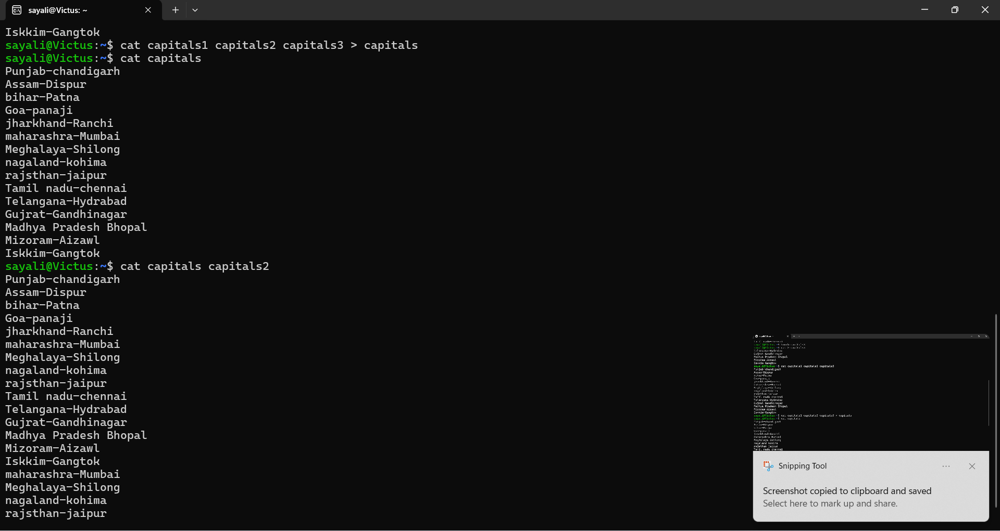 sayali@Victus: ~
Iskkim-Gangtok
sayali@Victus:~$ cat capitals1 capitals2 capitals3 > capitals
sayali@Victus:~$ cat capitals
Punjab-chandigarh
Assam-Dispur
bihar-Patna
Goa-panaji
jharkhand-Ranchi
maharashra-Mumbai
Meghalaya-Shilong
nagaland-kohima
rajsthan-jaipur
Tamil nadu-chennai
Telangana-Hydrabad
Gujrat-Gandhinagar
Madhya Pradesh Bhopal
Mizoram-Aizawl
Iskkim-Gangtok
sayali@Victus:~$ cat capitals capitals2
Punjab-chandigarh
Assam-Dispur
bihar-Patna
Goa-panaji
jharkhand-Ranchi
maharashra-Mumbai
Meghalaya-Shilong
nagaland-kohima
rajsthan-jaipur
Tamil nadu-chennai
Telangana-Hydrabad
Gujrat-Gandhinagar
Madhya Pradesh Bhopal
Mizoram-Aizawl
Iskkim-Gangtok
maharashra-Mumbai
Meghalaya-Shilong
nagaland-kohima
rajsthan-jaipur
Snipping Tool
Screenshot copied to clipboard and saved
Select here to mark up and share.